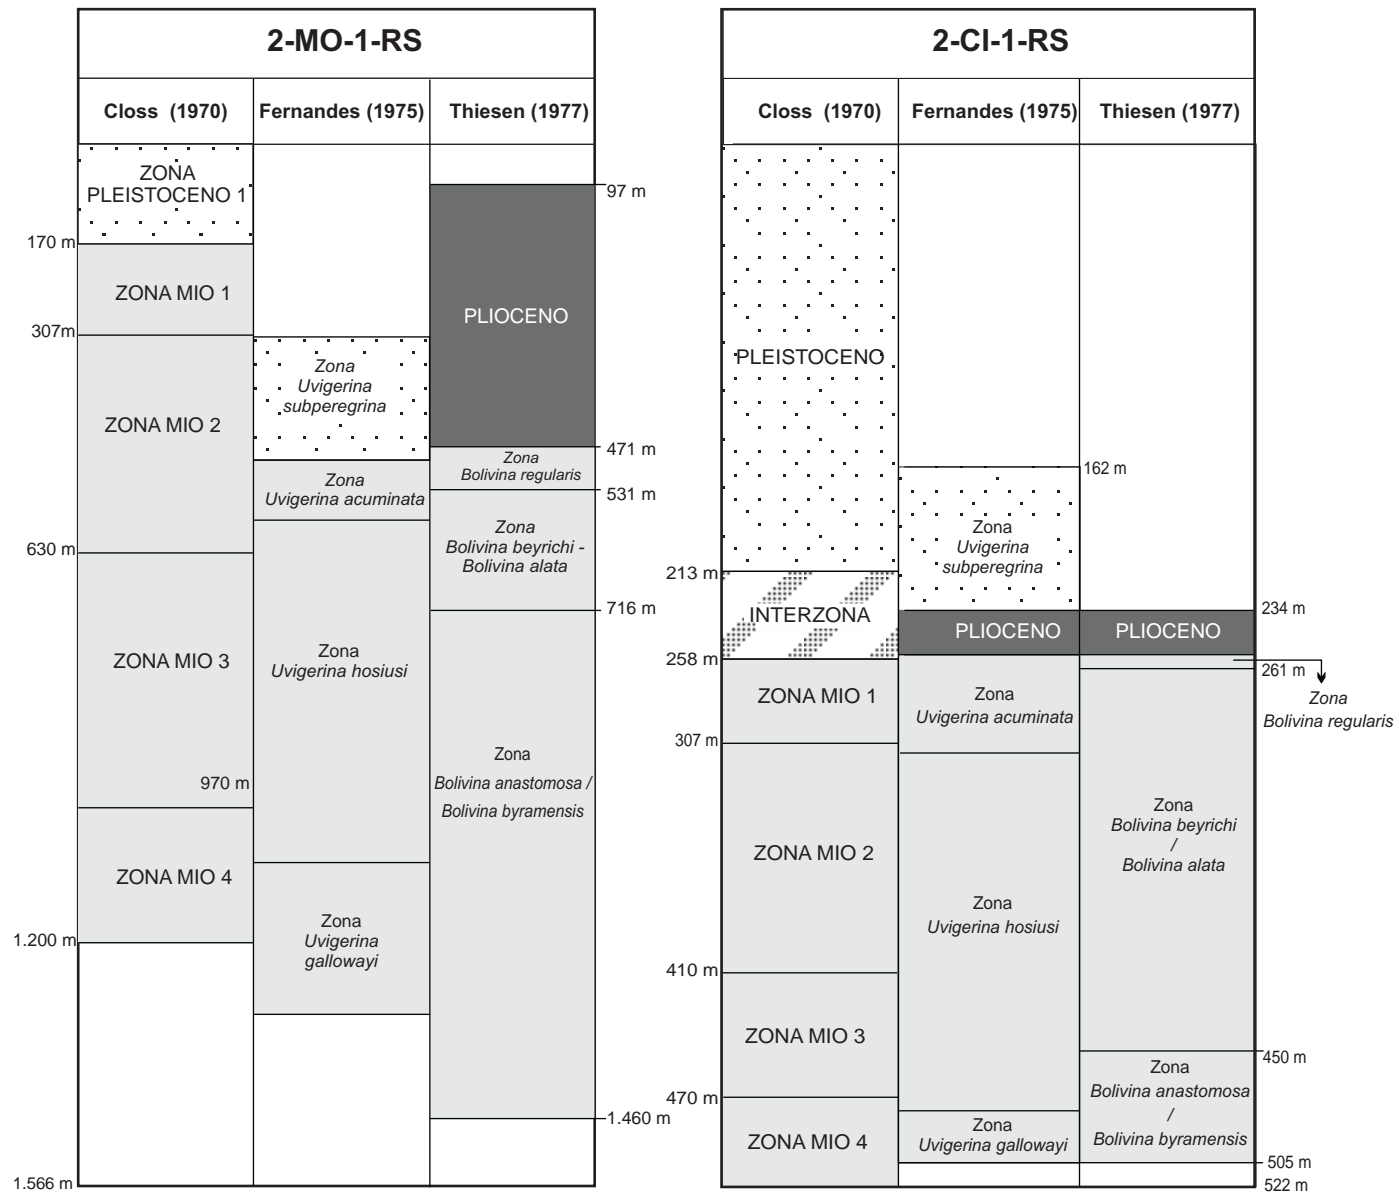 2-MO-1-RS
Closs (1970)
Fernandes (1975)
Thiesen (1977)
ZONA
PLEISTOCENO 1
170 m
ZONA MIO 1
307m
ZONA MIO 2
630 m
ZONA MIO 3
970 m
ZONA MIO 4
1.200 m
1.566 m
Zona
Uvigerina
subperegrina
Zona
Uvigerina acuminata
Zona
Uvigerina hosiusi
Zona
Uvigerina
gallowayi
97 m
PLIOCENO
471 m
Zona
Bolivina regularis
531 m
Zona
Bolivina beyrichi -
Bolivina alata
716 m
Zona
Bolivina anastomosa /
Bolivina byramensis
1.460 m
2-CI-1-RS
Closs (1970)
Fernandes (1975)
Thiesen (1977)
PLEISTOCENO
213 m
INTERZONA
258 m
ZONA MIO 1
307 m
ZONA MIO 2
410 m
ZONA MIO 3
470 m
ZONA MIO 4
162 m
Zona
Uvigerina
subperegrina
PLIOCENO
Zona
Uvigerina acuminata
Zona
Uvigerina hosiusi
Zona
Uvigerina gallowayi
234 m
PLIOCENO
261 m
Zona
Bolivina regularis
Zona
Bolivina beyrichi
/
Bolivina alata
450 m
Zona
Bolivina anastomosa
/
Bolivina byramensis
505 m
522 m